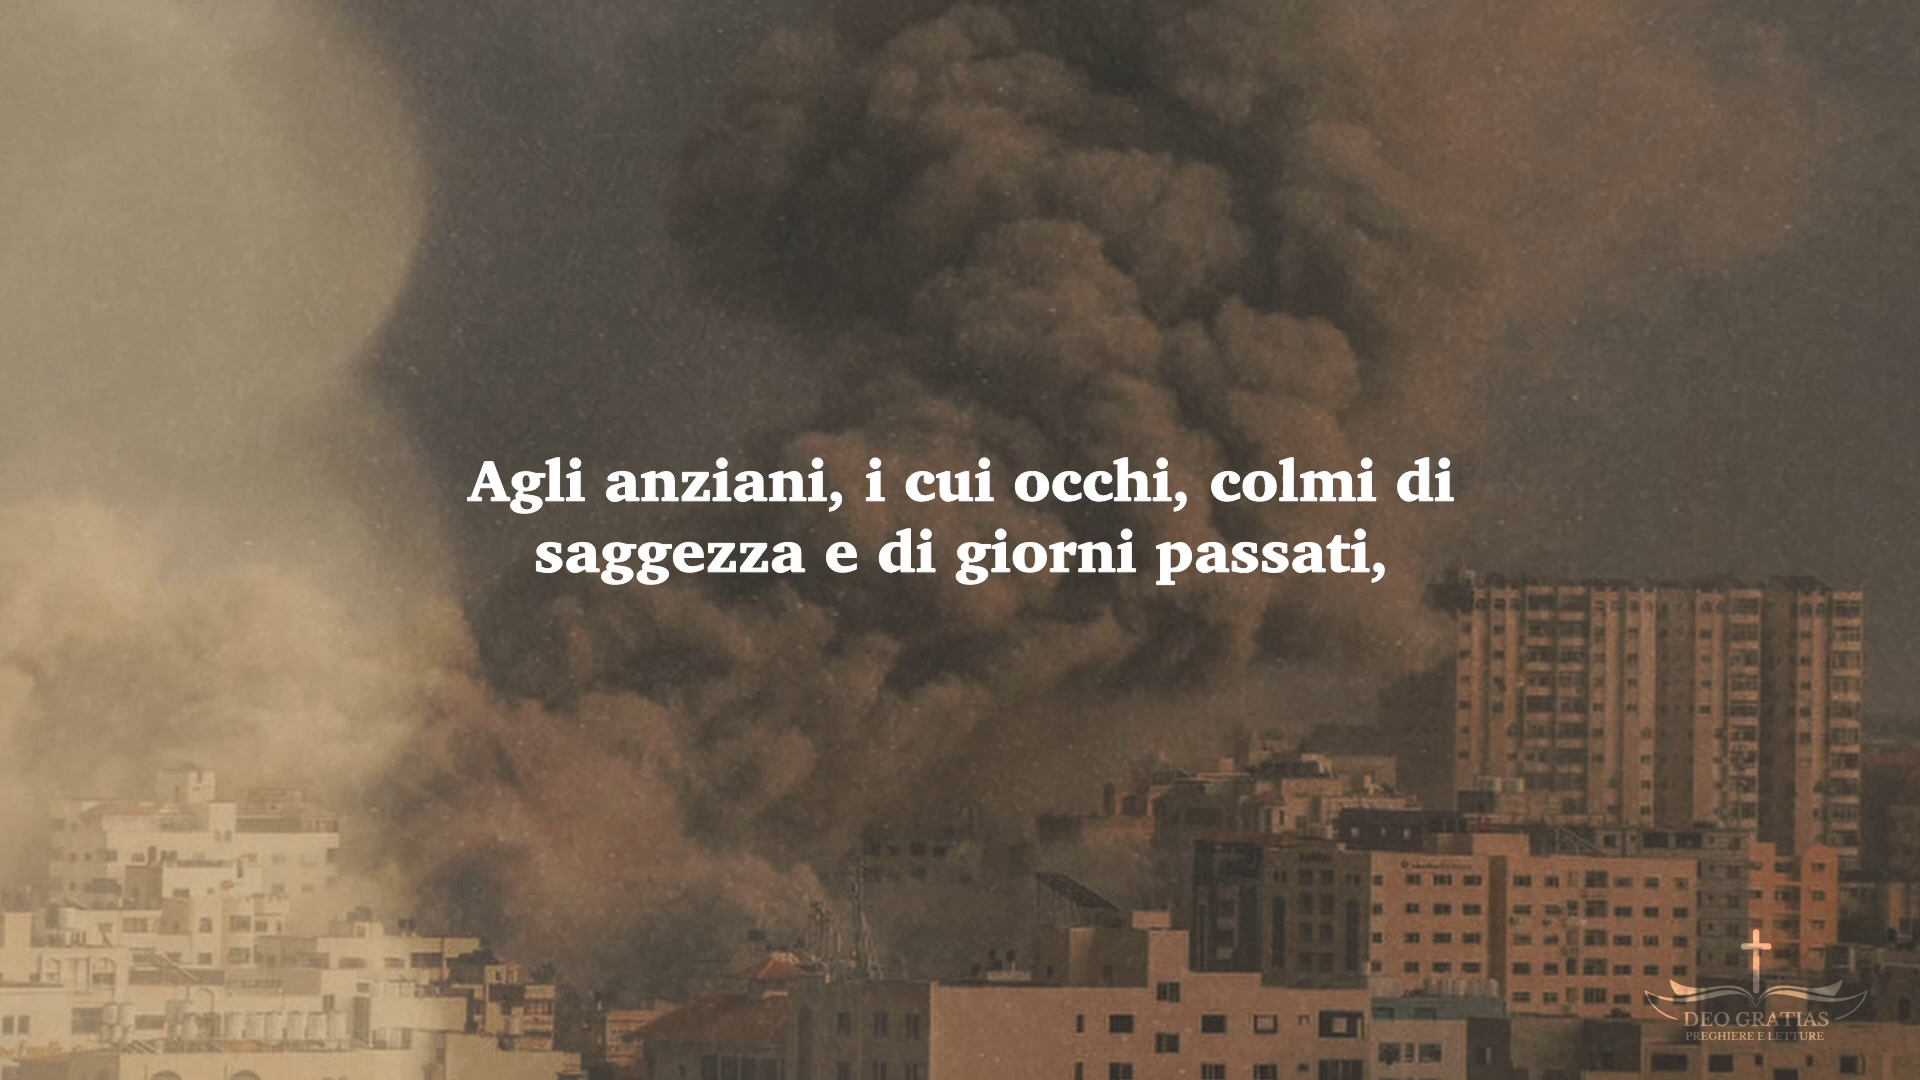 Agli anziani, i cui occhi, colmi di
saggezza e di giorni passati,
DEO GRATIAS
PREGHIERE E LETTURE